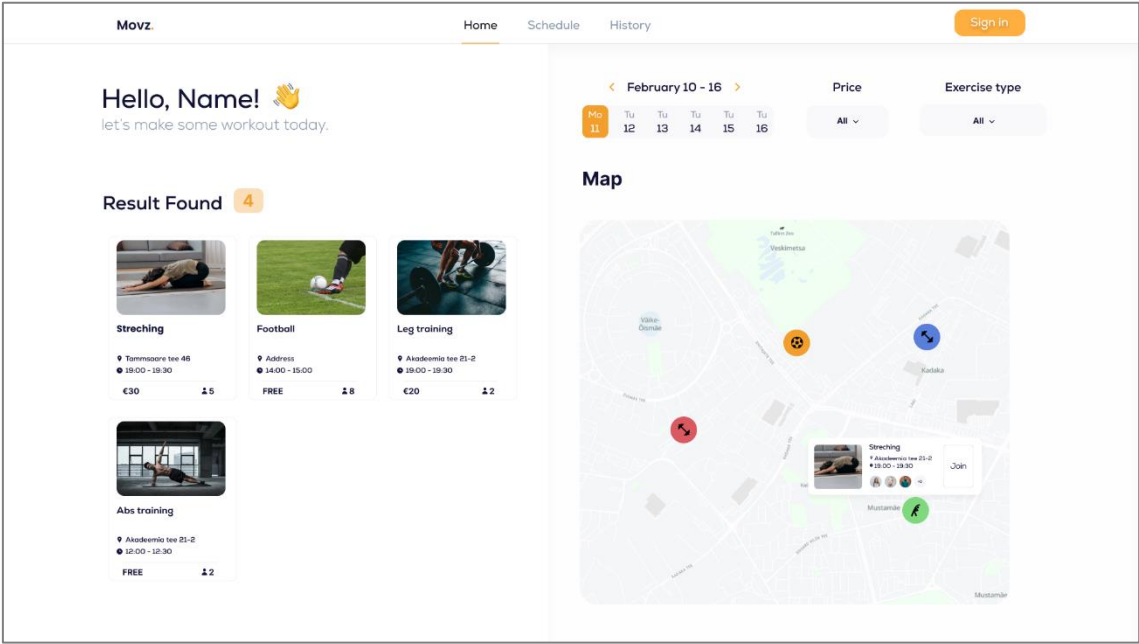 Movz.
Home
Schedule
History
Sign in
Hello, Name! 👋
let's make some workout today.
Result Found 4
Streching
Tammsaare tee 46
19:00 - 19:30
€30 5
Football
Address
14:00 - 15:00
FREE 8
Leg training
Akadeemia tee 21-2
19:00 - 19:30
€20 2
Abs training
Akadeemia tee 21-2
12:00 - 12:30
FREE 2
< February 10 - 16 >
Mo Tu Tu Tu Tu Tu
11 12 13 14 15 16
Price
All
Exercise type
All
Map
Tallinn Zoo
Veskimetsa
Väike-
Õismäe
Kadaka
Streching
Akadeemia tee 21-2
19:00 - 19:30
Join
Mustamäe
Mustamäe